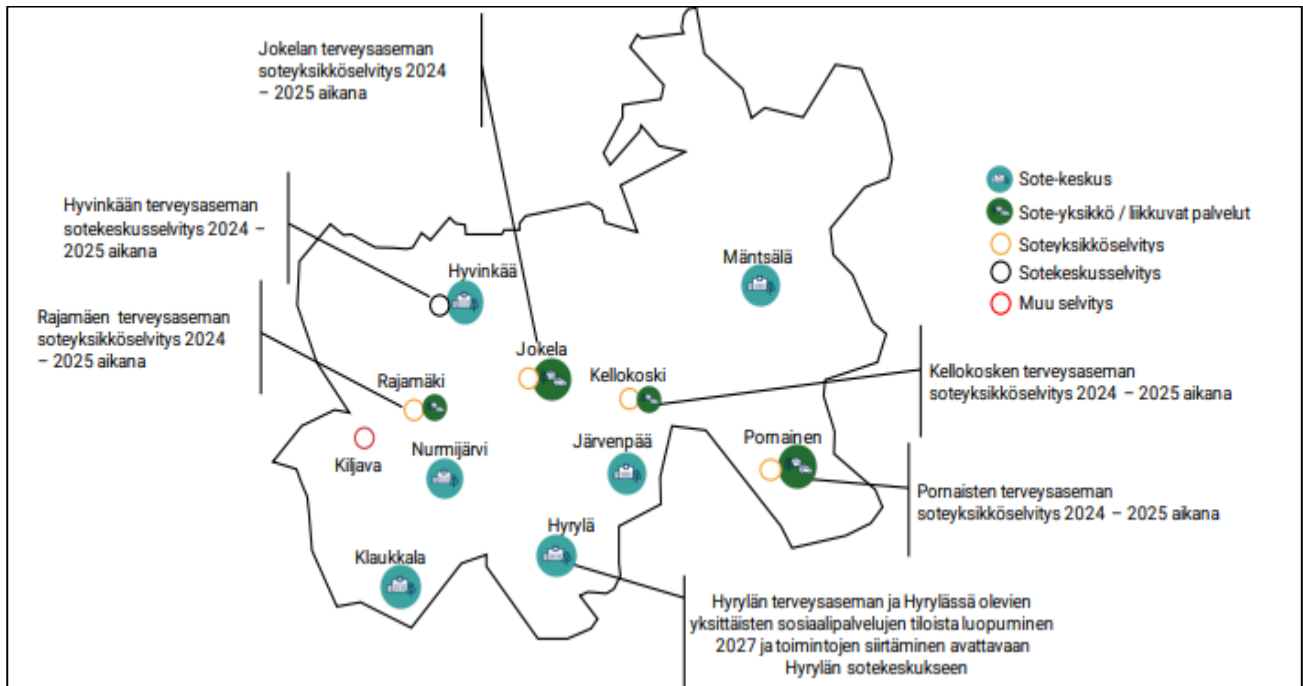 Jokelan terveysaseman
soteyksikköselvitys 2024
– 2025 aikana
Hyvinkään terveysaseman
sotekeskusselvitys 2024 –
2025 aikana
Rajamäen terveysaseman
soteyksikköselvitys 2024
– 2025 aikana
Sote-keskus
Sote-yksikkö / liikkuvat palvelut
Soteyksikköselvitys
Sotekeskusselvitys
Muu selvitys
Hyvinkää
Mäntsälä
Jokela
Kellokoski
Rajamäki
Kiljava
Nurmijärvi
Järvenpää
Pornainen
Hyrylä
Klaukkala
Kellokosken terveysaseman
soteyksikköselvitys 2024 – 2025 aikana
Pornaisten terveysaseman
soteyksikköselvitys 2024 – 2025 aikana
Hyrylän terveysaseman ja Hyrylässä olevien
yksittäisten sosiaalipalvelujen tiloista luopuminen
2027 ja toimintojen siirtäminen avattavaan
Hyrylän sotekeskukseen